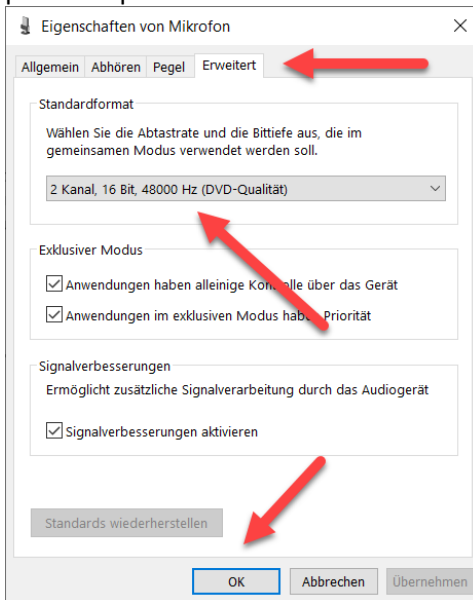 Eigenschaften von Mikrofon
Allgemein Abhören Pegel Erweitert
Standardformat
Wählen Sie die Abtastrate und die Bittiefe aus, die im
gemeinsamen Modus verwendet werden soll.
2 Kanal, 16 Bit, 48000 Hz (DVD-Qualität)
Exklusiver Modus
Anwendungen haben alleinige Kontrolle über das Gerät
Anwendungen im exklusiven Modus haben Priorität
Signalverbesserungen
Ermöglicht zusätzliche Signalverarbeitung durch das Audiogerät
Signalverbesserungen aktivieren
Standards wiederherstellen
OK Abbrechen Übernehmen